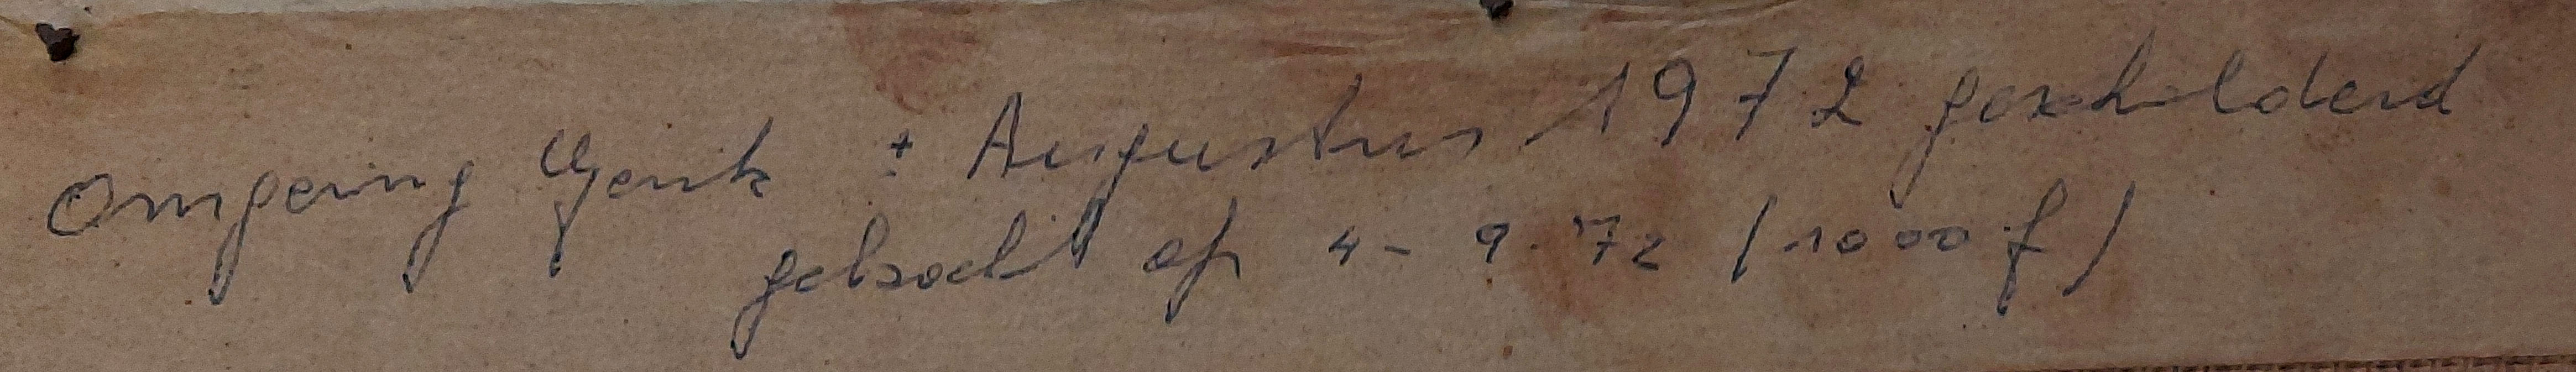 omgeving Genk ± Augustus 1972 geschilderd
gekocht op 4-9-72 (1000 f)